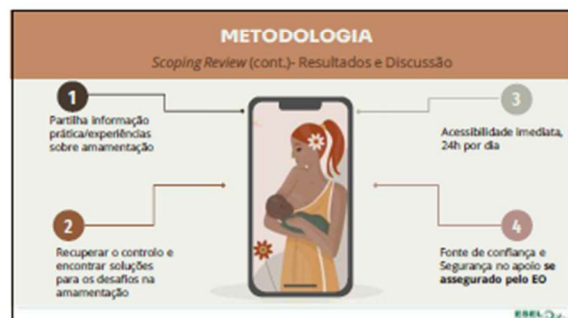 METODOLOGIA
Scoping Review (cont.)- Resultados e Discussão
1
Partilha informação
prática/experiências
sobre amamentação
2
Recuperar o controlo e
encontrar soluções
para os desafios na
amamentação
3
Acessibilidade imediata,
24h por dia
4
Fonte de confiança e
Segurança no apoio se
assegurado pelo EO
ESEL